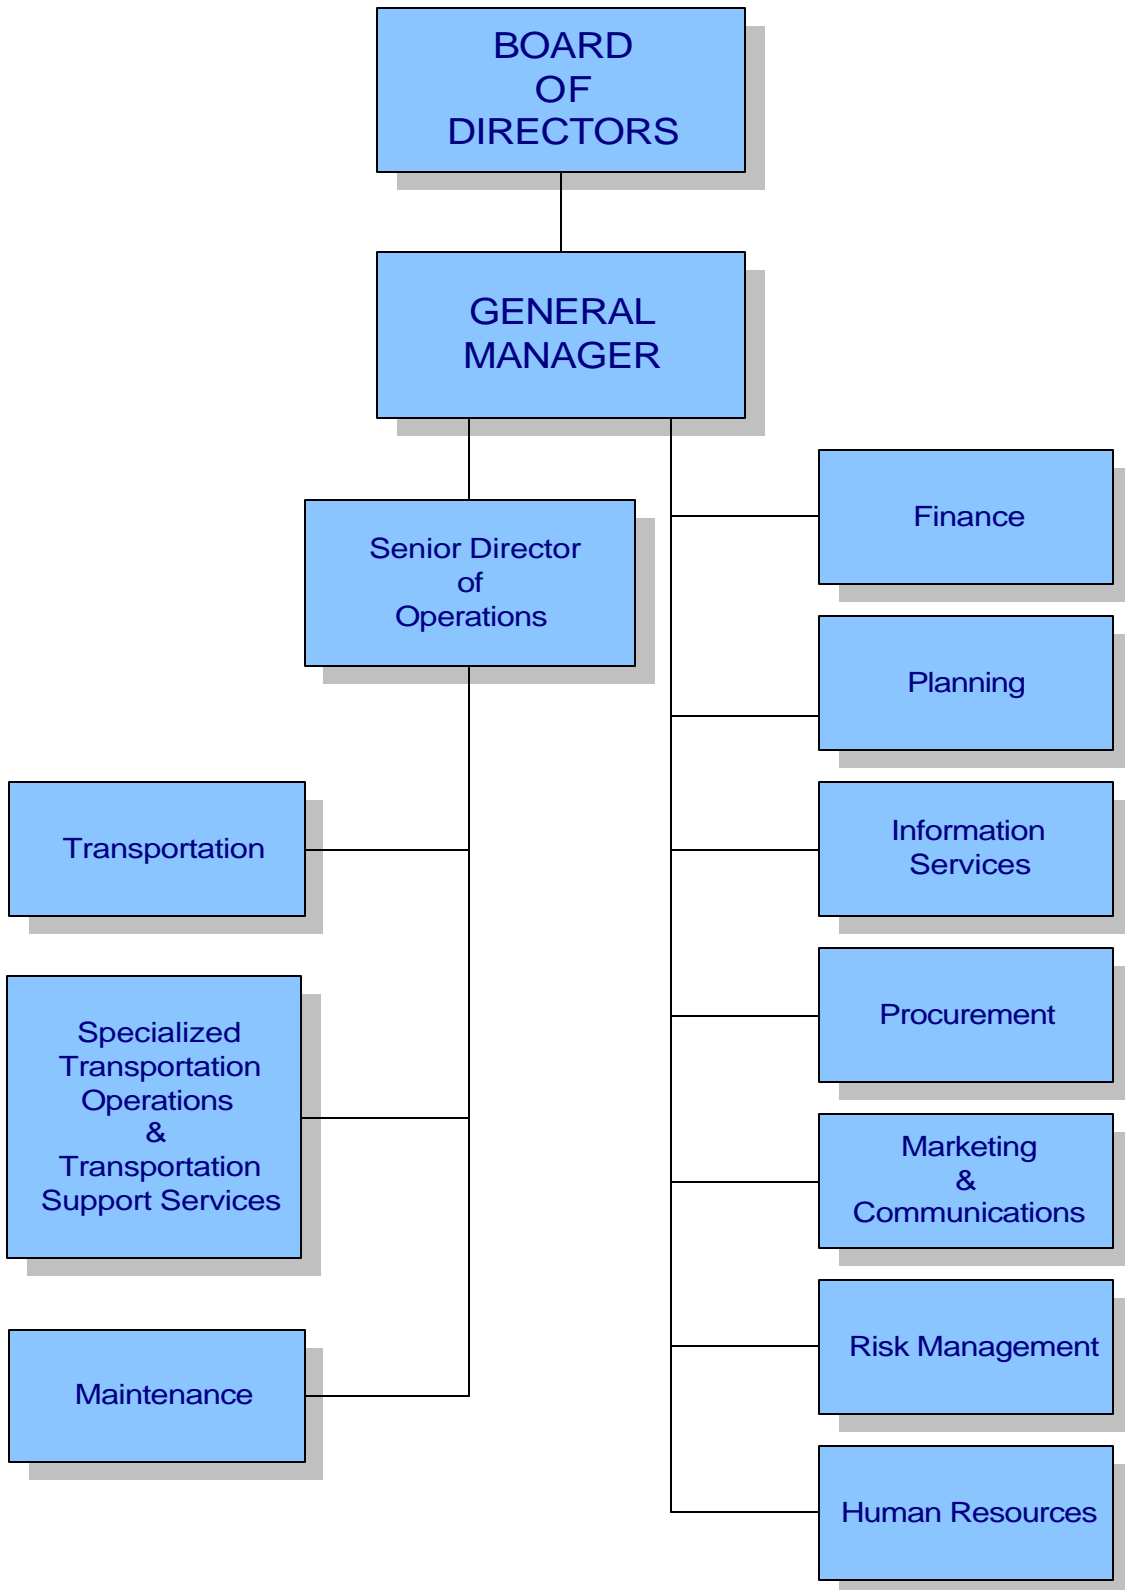 BOARD
OF
DIRECTORS
GENERAL
MANAGER
Senior Director
of
Operations
Transportation
Specialized
Transportation
Operations
&
Transportation
Support Services
Maintenance
Finance
Planning
Information
Services
Procurement
Marketing
&
Communications
Risk Management
Human Resources